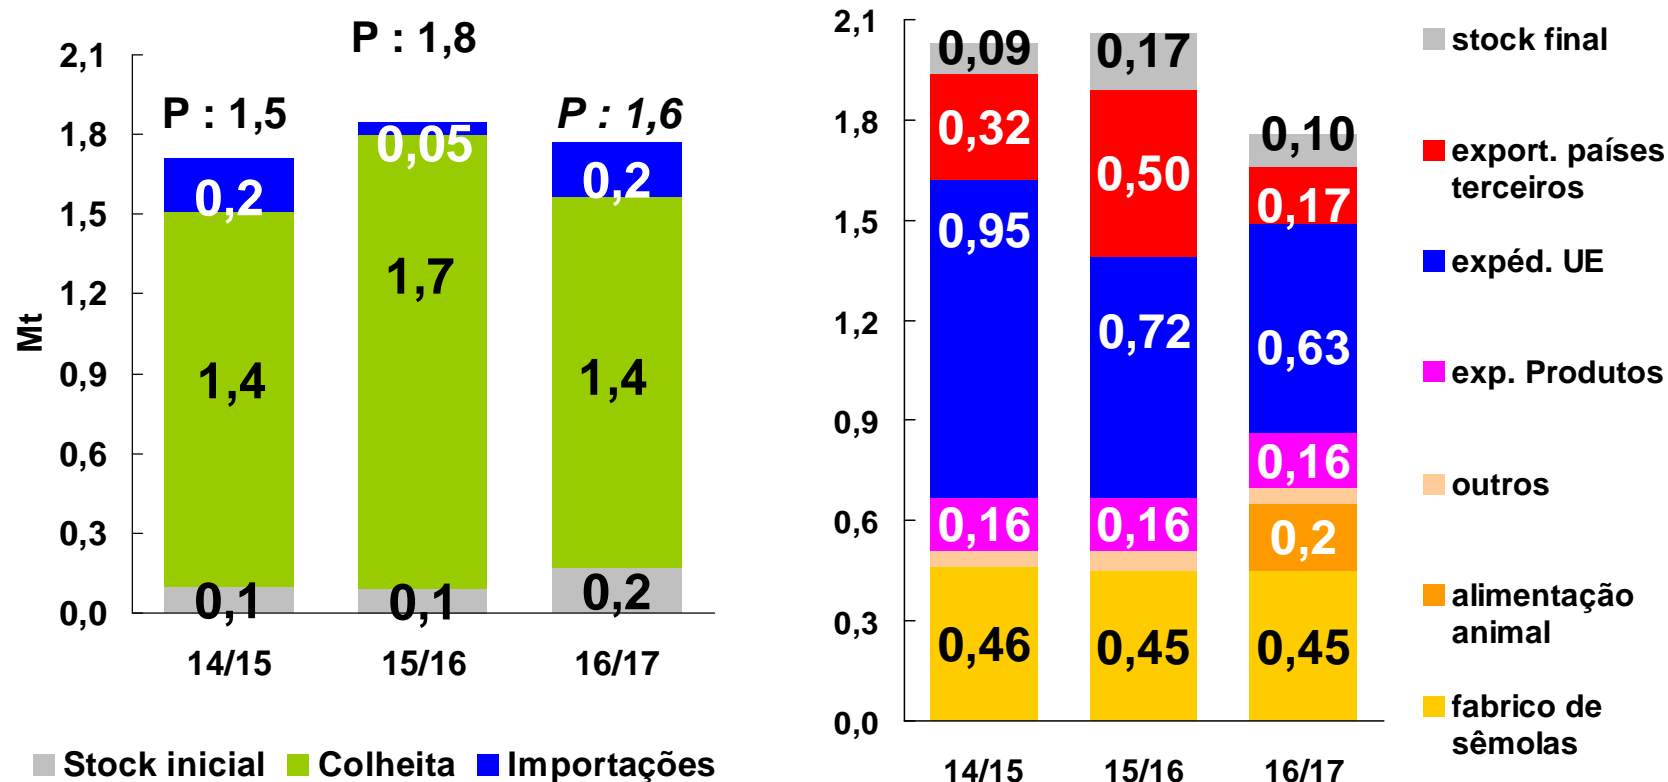 P : 1,8
2,1
P : 1,5
P : 1,6
1,8
0,05
0,2
0,2
1,5
1,7
1,2
Mt
0,9
1,4
1,4
0,6
0,3
0,1
0,1
0,2
0,0
14/15
15/16
16/17
Stock inicial
Colheita
Importações
2,1
0,09
0,17
1,8
0,32
0,10
0,50
0,17
1,5
0,95
1,2
0,72
0,63
0,9
0,16
0,6
0,16
0,16
0,2
0,3
0,46
0,45
0,45
0,0
14/15
15/16
16/17
stock final
export. países
terceiros
expéd. UE
exp. Produtos
outros
alimentação
animal
fabrico de
sêmolas